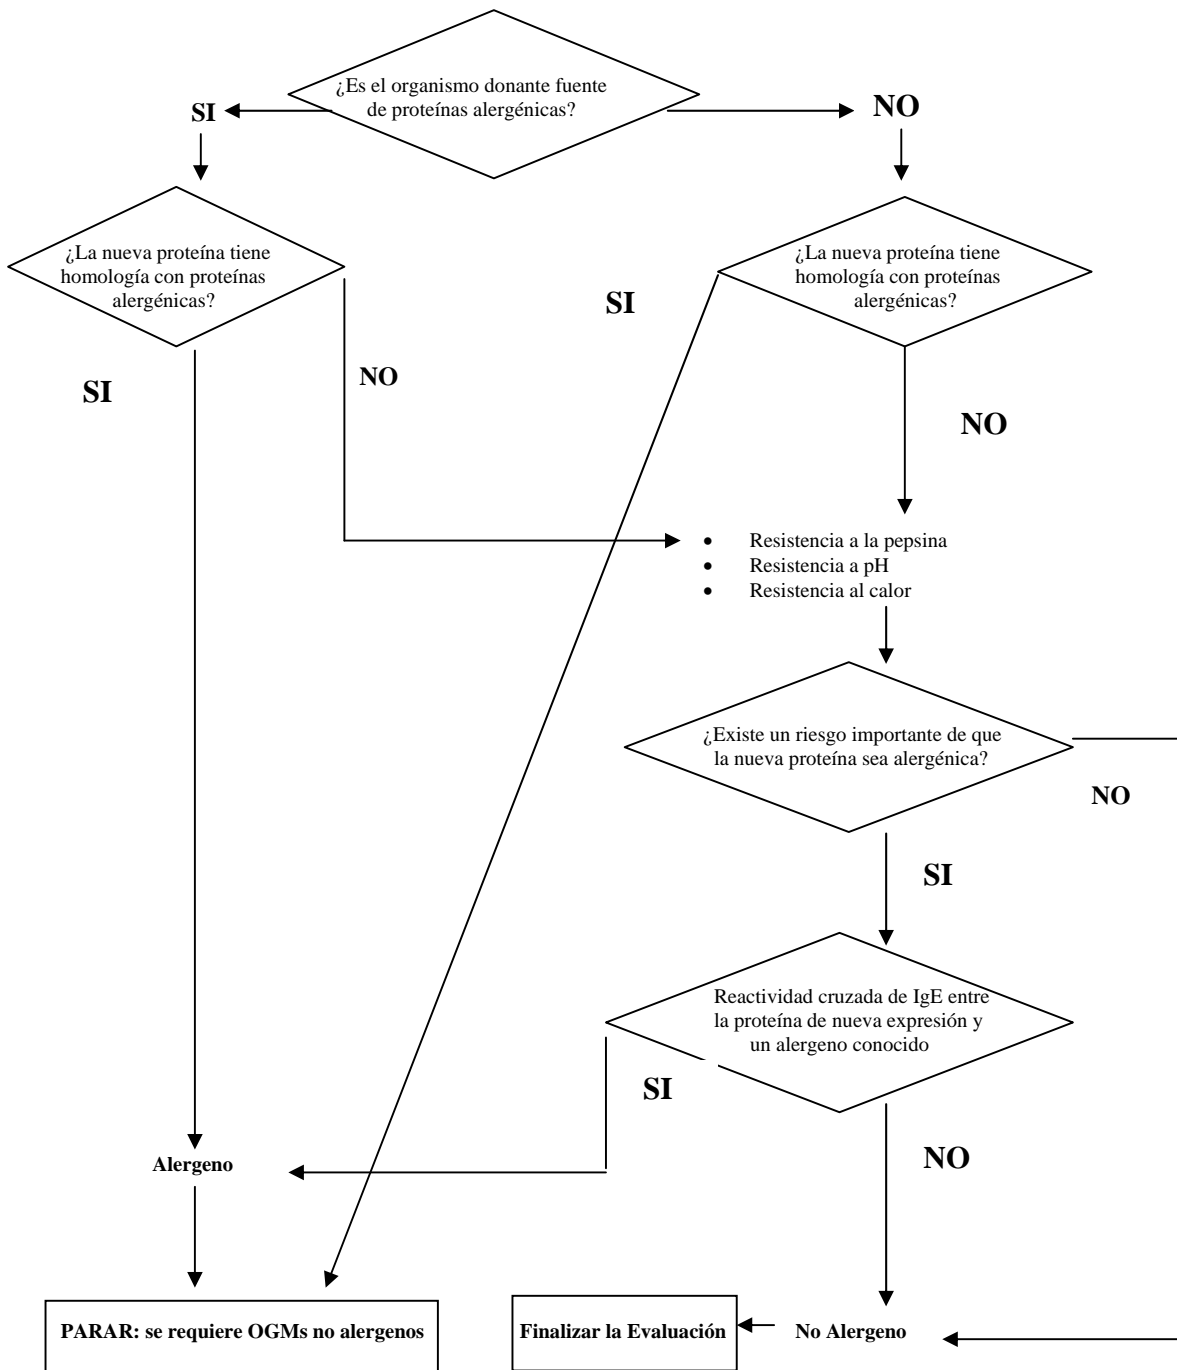 ¿Es el organismo donante fuente
de proteínas alergénicas?
SI
NO
¿La nueva proteína tiene
homología con proteínas
alergénicas?
¿La nueva proteína tiene
homología con proteínas
alergénicas?
SI
SI
NO
NO
• Resistencia a la pepsina
• Resistencia a pH
• Resistencia al calor
¿Existe un riesgo importante de que
la nueva proteína sea alergénica?
NO
SI
Reactividad cruzada de IgE entre
la proteína de nueva expresión y
un alergeno conocido
SI
NO
Alergeno
PARAR: se requiere OGMs no alergenos
Finalizar la Evaluación
No Alergeno